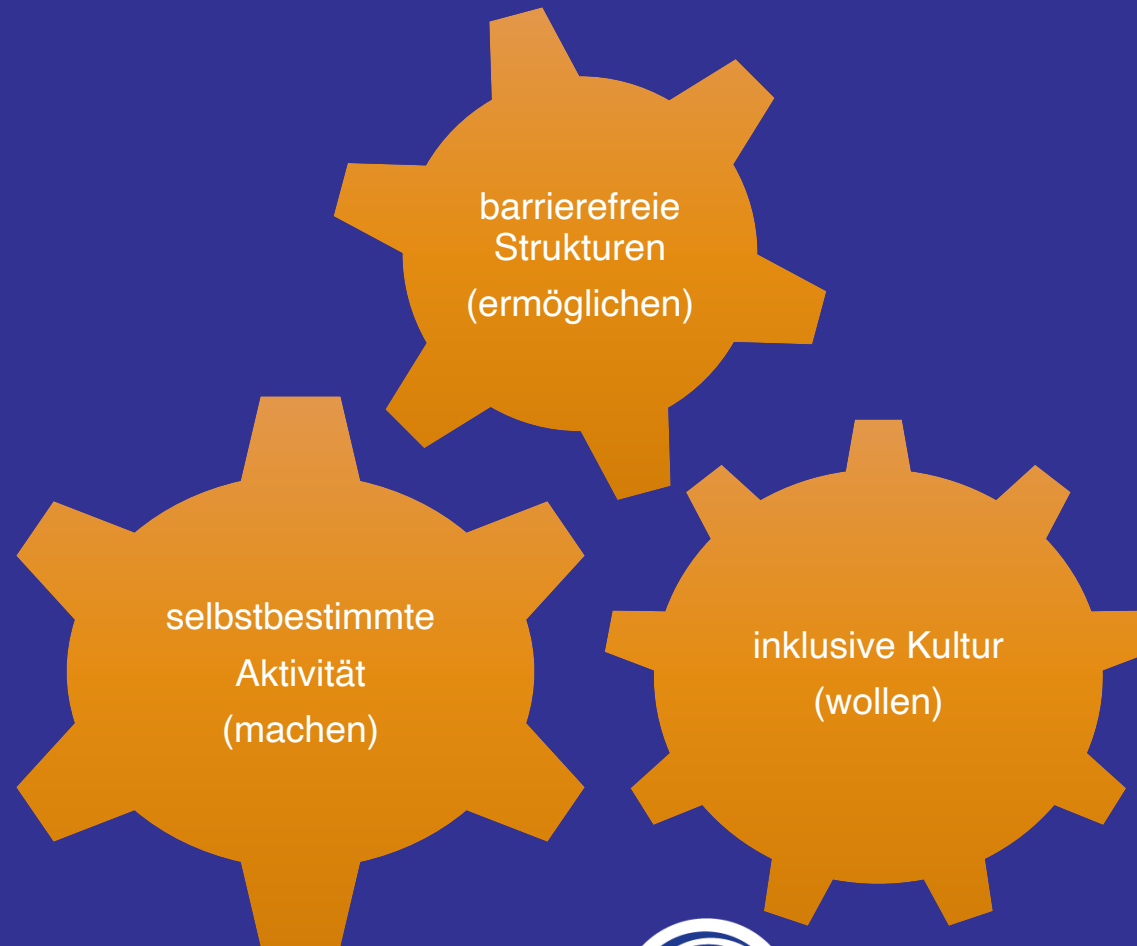 barrierefreie
Strukturen
(ermöglichen)
selbstbestimmte
Aktivität
(machen)
inklusive Kultur
(wollen)